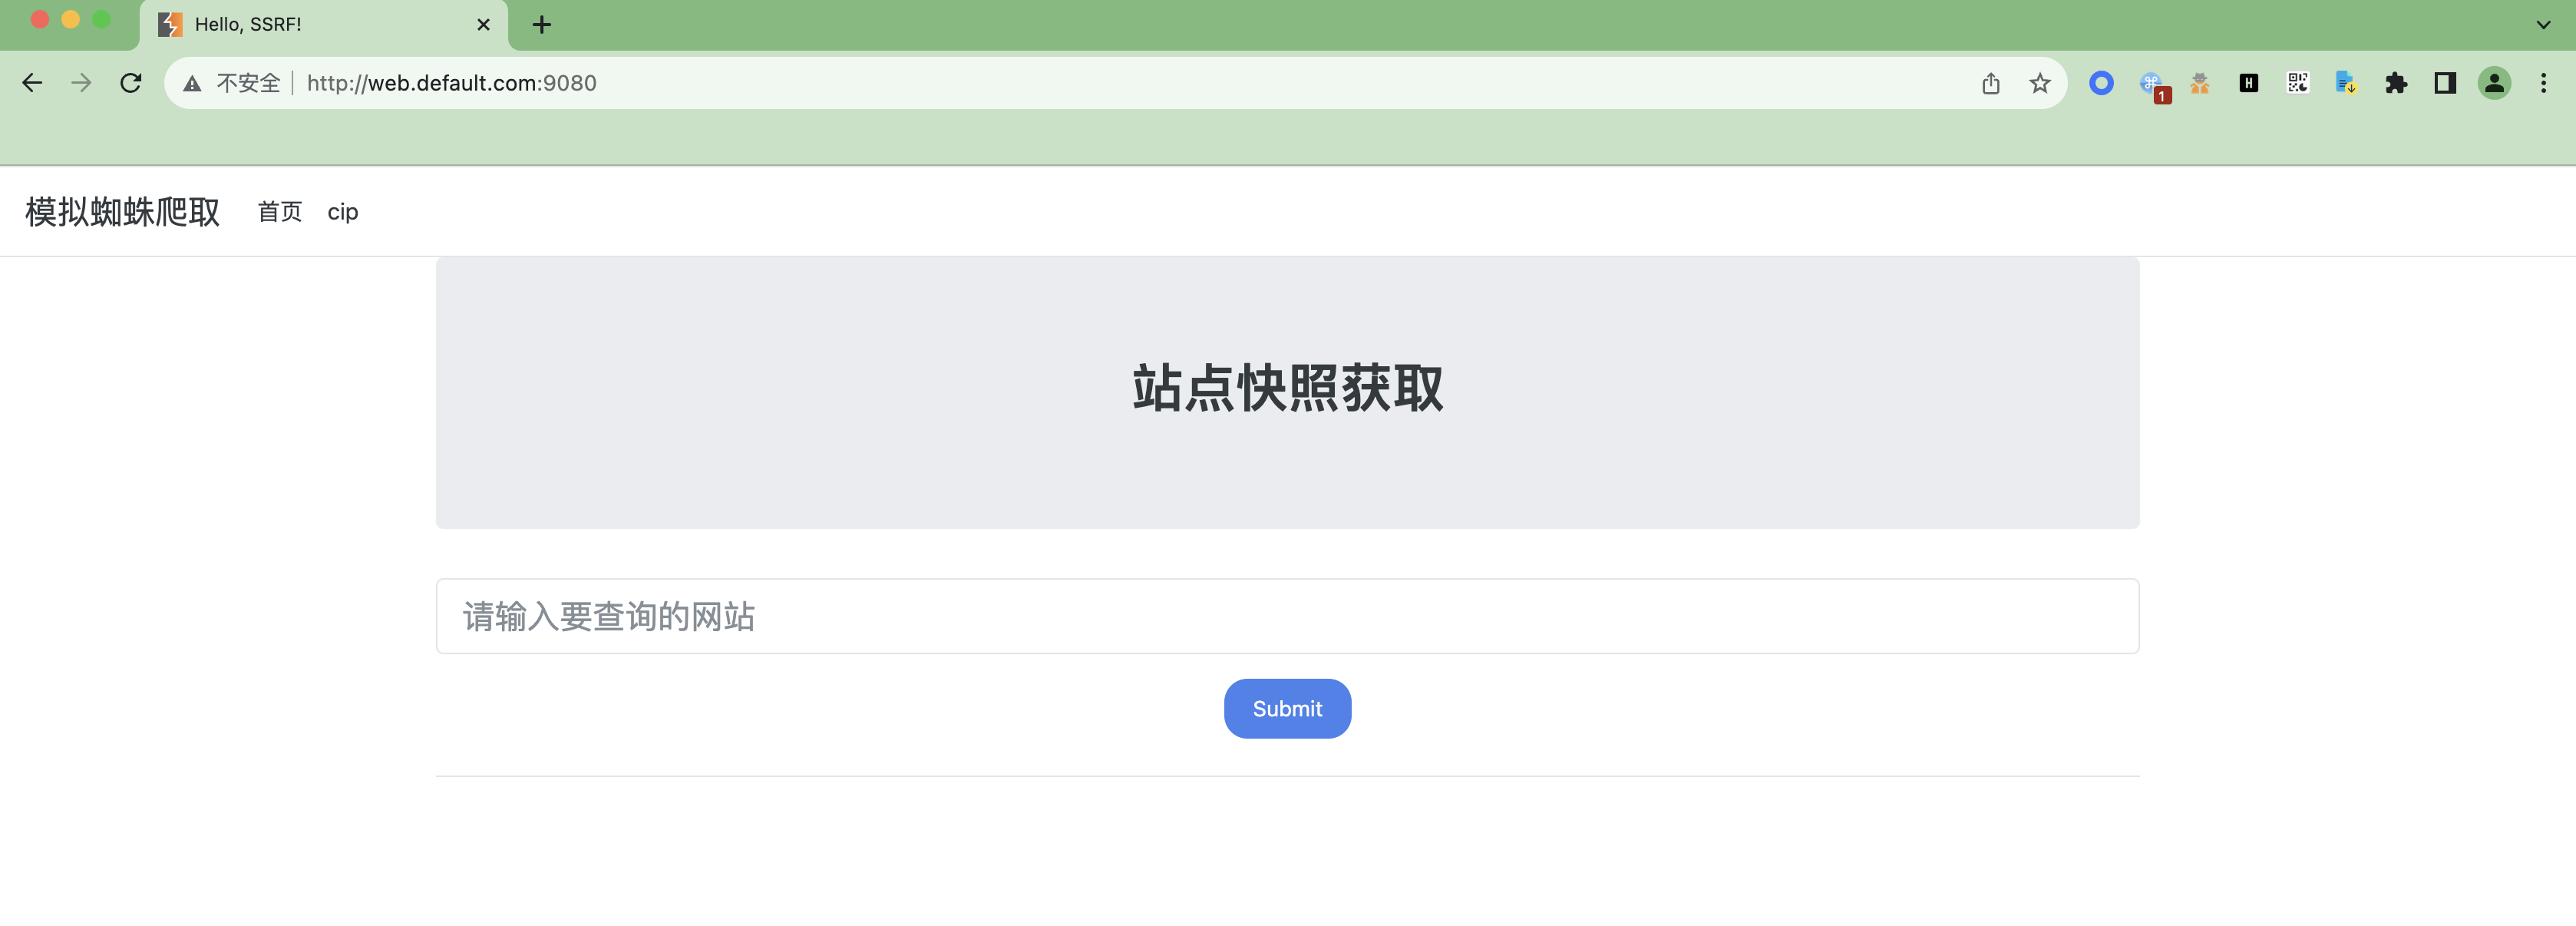 Hello, SSRF!
不安全 http://web.default.com:9080
1
模拟蜘蛛爬取 首页 cip
站点快照获取
请输入要查询的网站
Submit